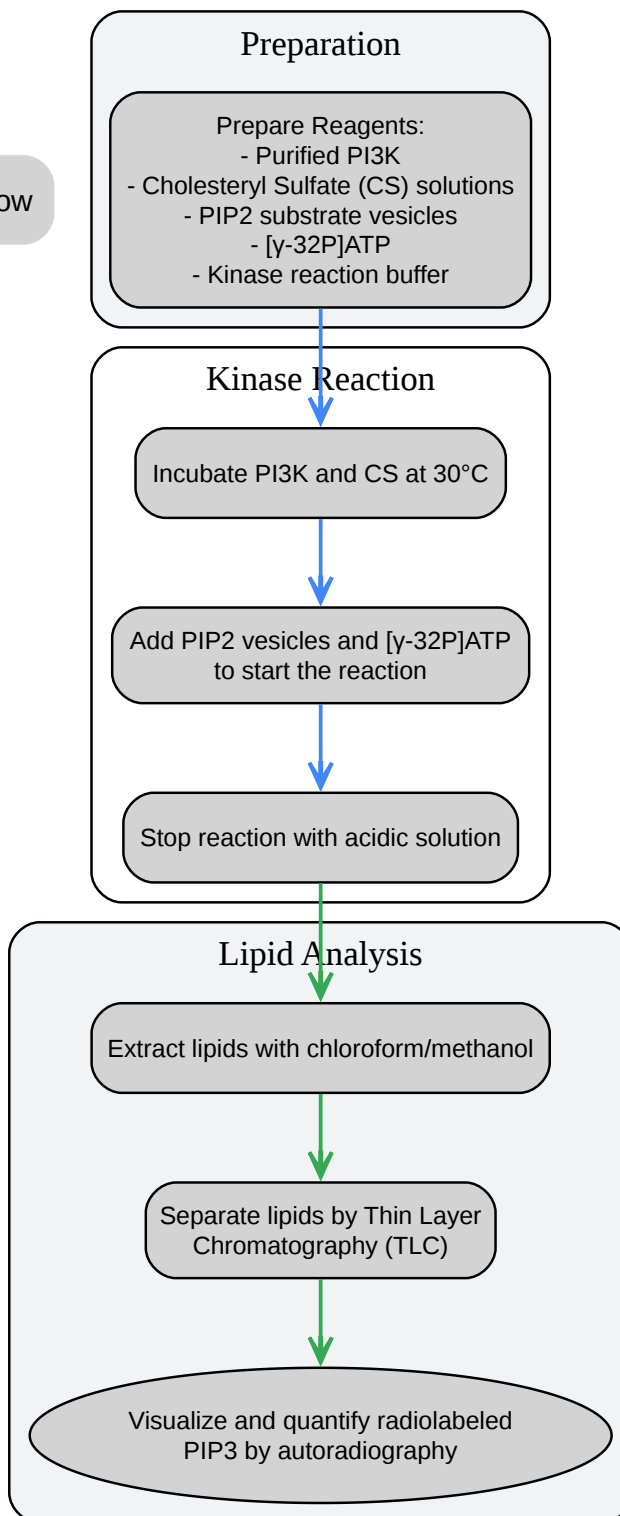 Preparation
Prepare Reagents:
- Purified PI3K
- Cholesteryl Sulfate (CS) solutions
- PIP2 substrate vesicles
- [γ-32P]ATP
- Kinase reaction buffer
ow
Kinase Reaction
Incubate PI3K and CS at 30°C
Add PIP2 vesicles and [γ-32P]ATP
to start the reaction
Stop reaction with acidic solution
Lipid Analysis
Extract lipids with chloroform/methanol
Separate lipids by Thin Layer
Chromatography (TLC)
Visualize and quantify radiolabeled
PIP3 by autoradiography